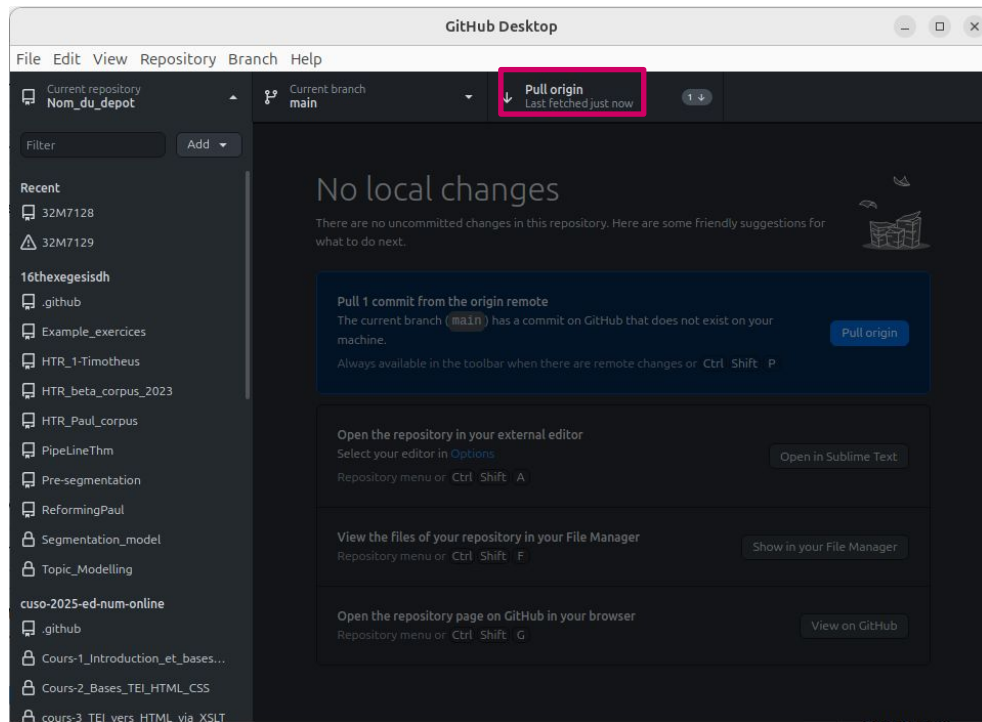 GitHub Desktop
File Edit View Repository Branch Help
Current repository
Nom_du_depot
Current branch
main
Pull origin
Last fetched just now
1
Filter
Add
Recent
32M7128
32M7129
16thexegesisdh
.github
Example_exercices
HTR_1-Timotheus
HTR_beta_corpus_2023
HTR_Paul_corpus
PipeLineThm
Pre-segmentation
ReformingPaul
Segmentation_model
Topic_Modelling
cuso-2025-ed-num-online
.github
Cours-1_Introduction_et_bases...
Cours-2_Bases_TEI_HTML_CSS
cours-3_TEI_vers_HTML_via_XSLT
No local changes
There are no uncommitted changes in this repository. Here are some friendly suggestions for
what to do next.
Pull 1 commit from the origin remote
The current branch (main) has a commit on GitHub that does not exist on your
machine.
Pull origin
Always available in the toolbar when there are remote changes or Ctrl Shift P
Open the repository in your external editor
Select your editor in Options
Open in Sublime Text
Repository menu or Ctrl Shift A
View the files of your repository in your File Manager
Show in your File Manager
Repository menu or Ctrl Shift F
Open the repository page on GitHub in your browser
View on GitHub
Repository menu or Ctrl Shift G